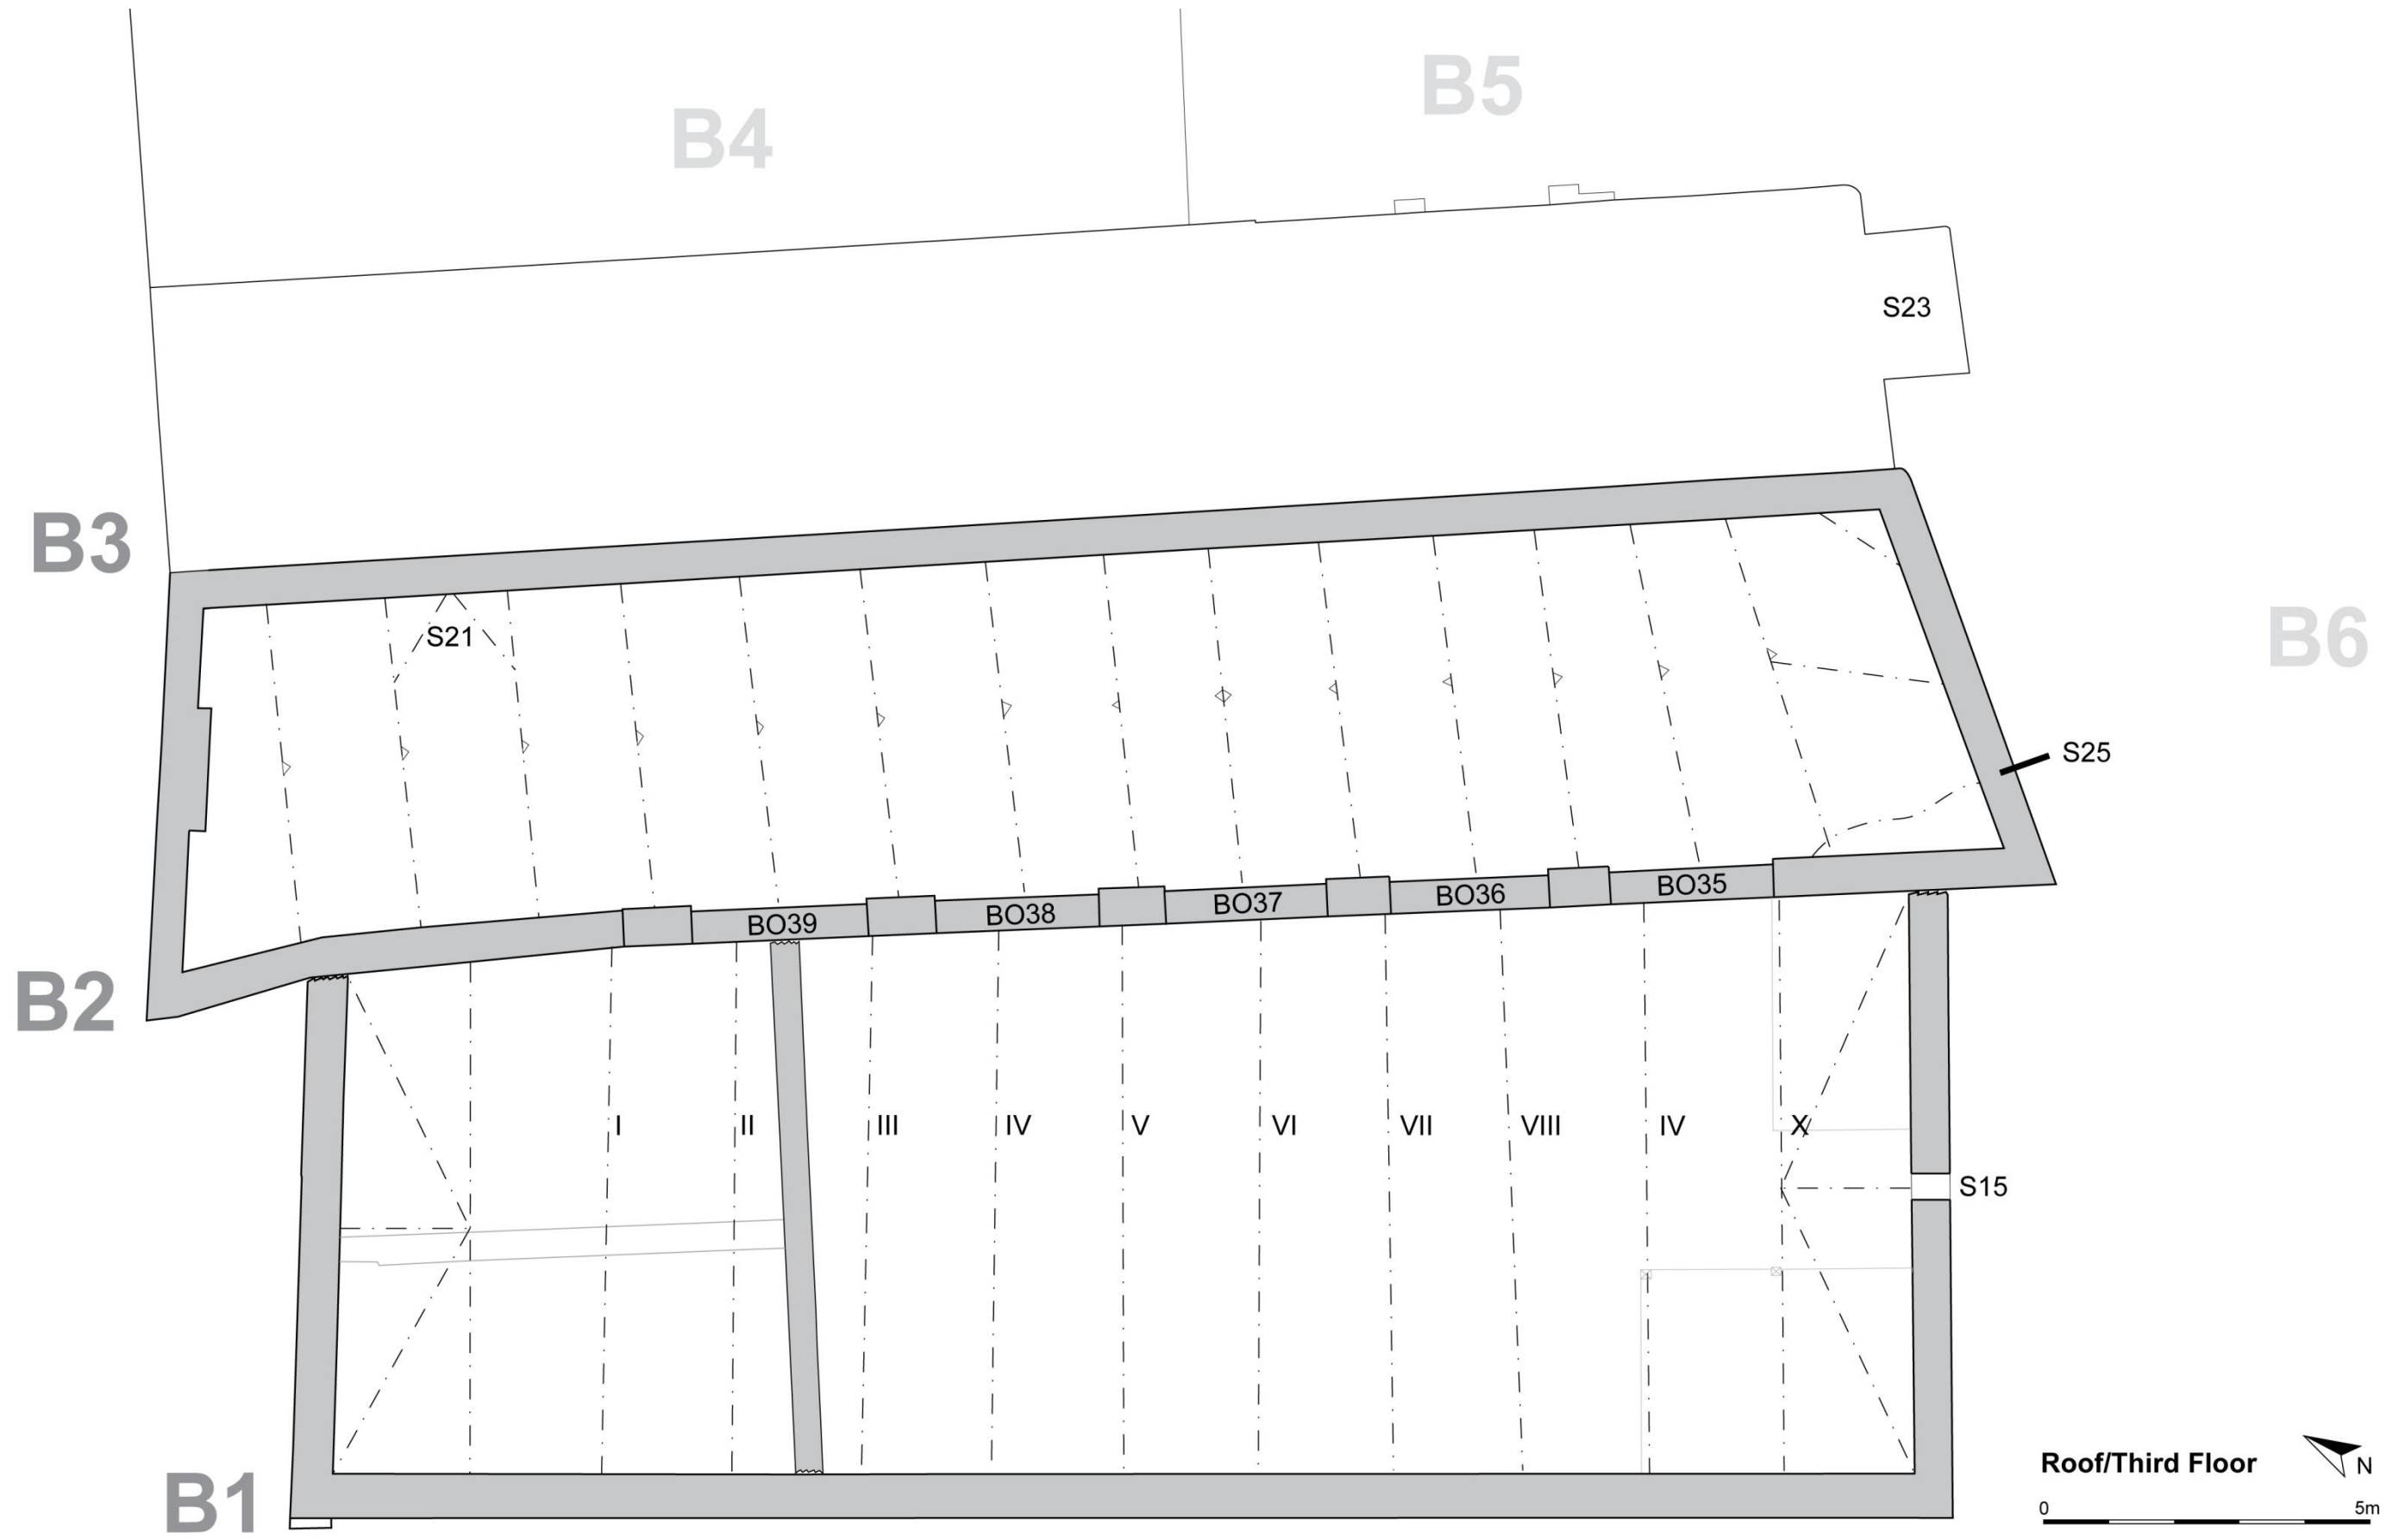 B5
B4
S23
B3
B6
S21
S25
BO35
BO36
BO37
BO38
BO39
B2
I
II
III
IV
V
VI
VII
VIII
IV
X
S15
B1
Roof/Third Floor
N
0
5m